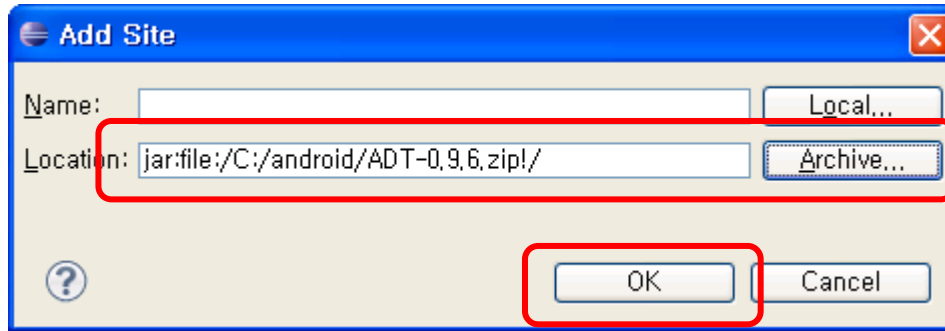 Add Site
Name: Local...
Location: jar:file:/C:/android/ADT-0.9.6.zip!/ Archive...
? OK Cancel